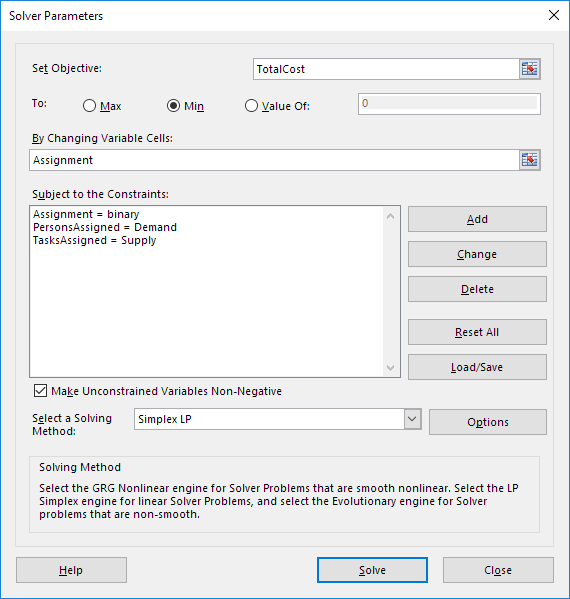 Solver Parameters
Set Objective: TotalCost
To: Max Min Value Of: 0
By Changing Variable Cells:
Assignment
Subject to the Constraints:
Assignment = binary
PersonsAssigned = Demand
TasksAssigned = Supply
Add
Change
Delete
Reset All
Load/Save
Make Unconstrained Variables Non-Negative
Select a Solving
Method:
Simplex LP
Options
Solving Method
Select the GRG Nonlinear engine for Solver Problems that are smooth nonlinear. Select the LP
Simplex engine for linear Solver Problems, and select the Evolutionary engine for Solver
problems that are non-smooth.
Help Solve Close